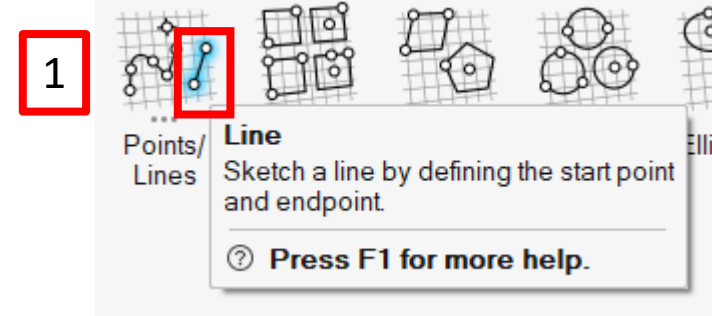 1
Points/
Lines
Line
Sketch a line by defining the start point
and endpoint.
Press F1 for more help.